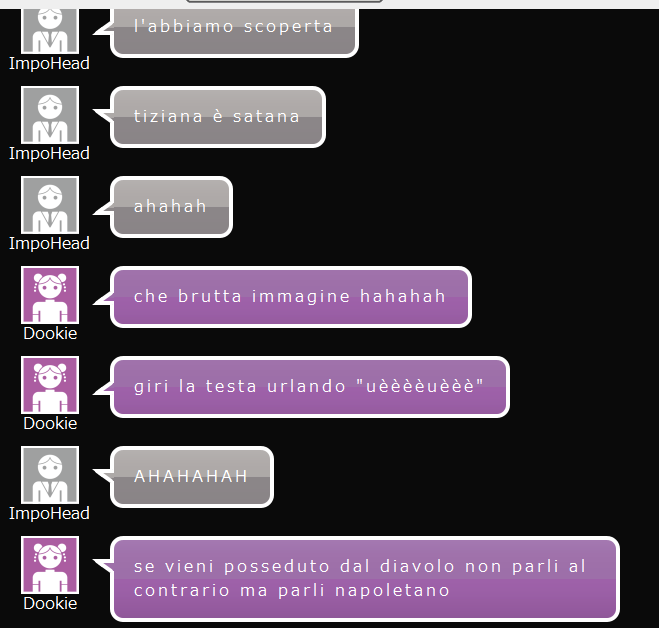 l'abbiamo scoperta
ImpoHead
tiziana è satana
ImpoHead
ahahah
ImpoHead
che brutta immagine hahahah
Dookie
giri la testa urlando "uèèèèuèèè"
Dookie
AHAHAHAH
ImpoHead
se vieni posseduto dal diavolo non parli al
contrario ma parli napoletano
Dookie